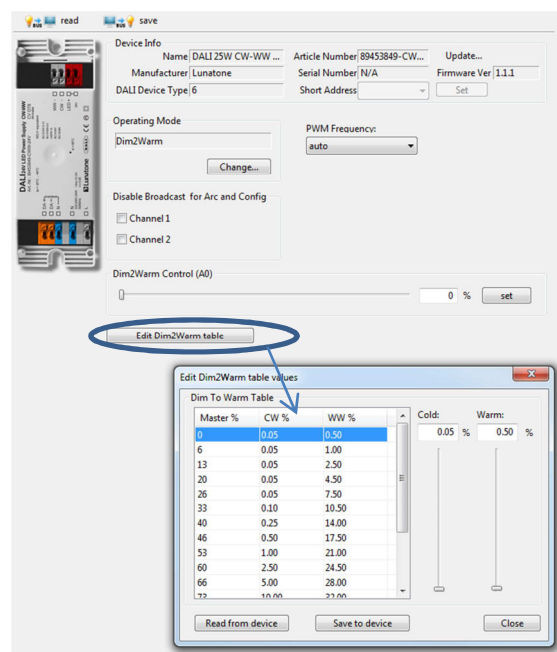 read save
Device Info
Name DALI 25W CW-WW ... Article Number 89453849-CW... Update...
Manufacturer Lunatone Serial Number N/A Firmware Ver 1.1.1
DALI Device Type 6 Short Address Set
Operating Mode
PWM Frequency:
Dim2Warm
auto
Change...
Disable Broadcast for Arc and Config
Channel 1
Channel 2
Dim2Warm Control (A0)
0 % set
Edit Dim2Warm table
Edit Dim2Warm table values
Dim To Warm Table
Master % CW % WW % Cold: Warm:
0 0.05 0.50 0.05 % 0.50 %
6 0.05 1.00
13 0.05 2.50
20 0.05 4.50
26 0.05 7.50
33 0.10 10.50
40 0.25 14.00
46 0.50 17.50
53 1.00 21.00
60 2.50 24.50
66 5.00 28.00
73 10.00 32.00
Read from device Save to device Close